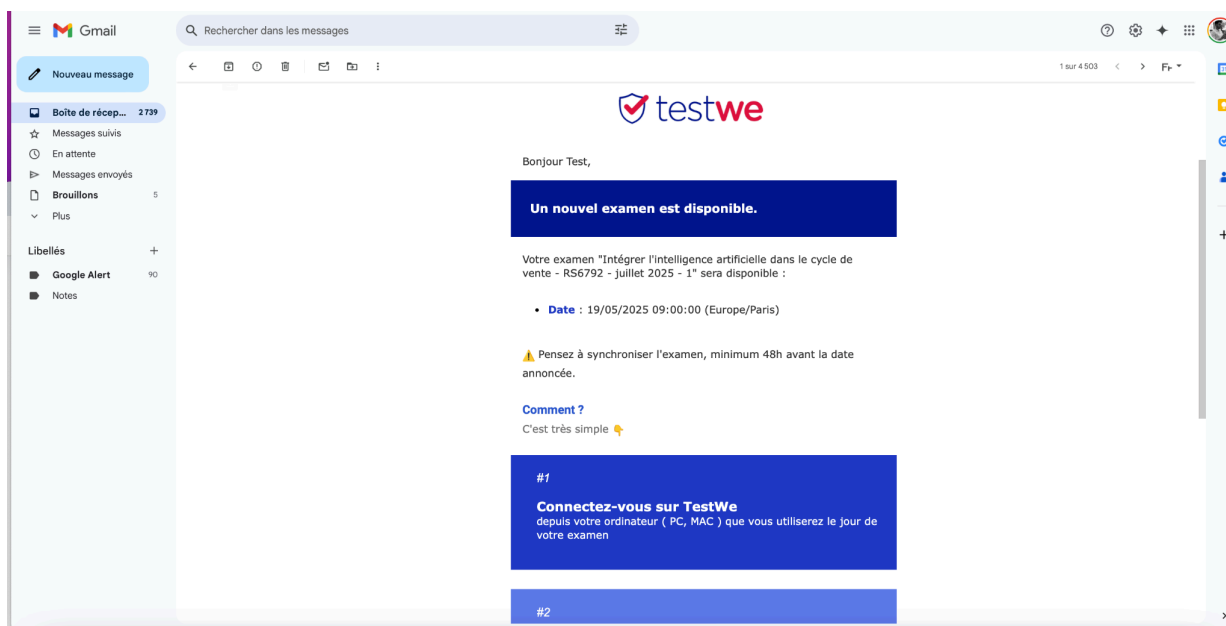 Gmail
Rechercher dans les messages
Nouveau message
1 sur 4 503
Boîte de récep... 2 739
Messages suivis
En attente
Messages envoyés
Brouillons 5
Plus
Libellés
Google Alert 90
Notes
testwe
Bonjour Test,
Un nouvel examen est disponible.
Votre examen "Intégrer l'intelligence artificielle dans le cycle de
vente - RS6792 - juillet 2025 - 1" sera disponible :
• Date : 19/05/2025 09:00:00 (Europe/Paris)
⚠️ Pensez à synchroniser l'examen, minimum 48h avant la date
annoncée.
Comment ?
C'est très simple 👇
#1
Connectez-vous sur TestWe
depuis votre ordinateur ( PC, MAC ) que vous utiliserez le jour de
votre examen
#2